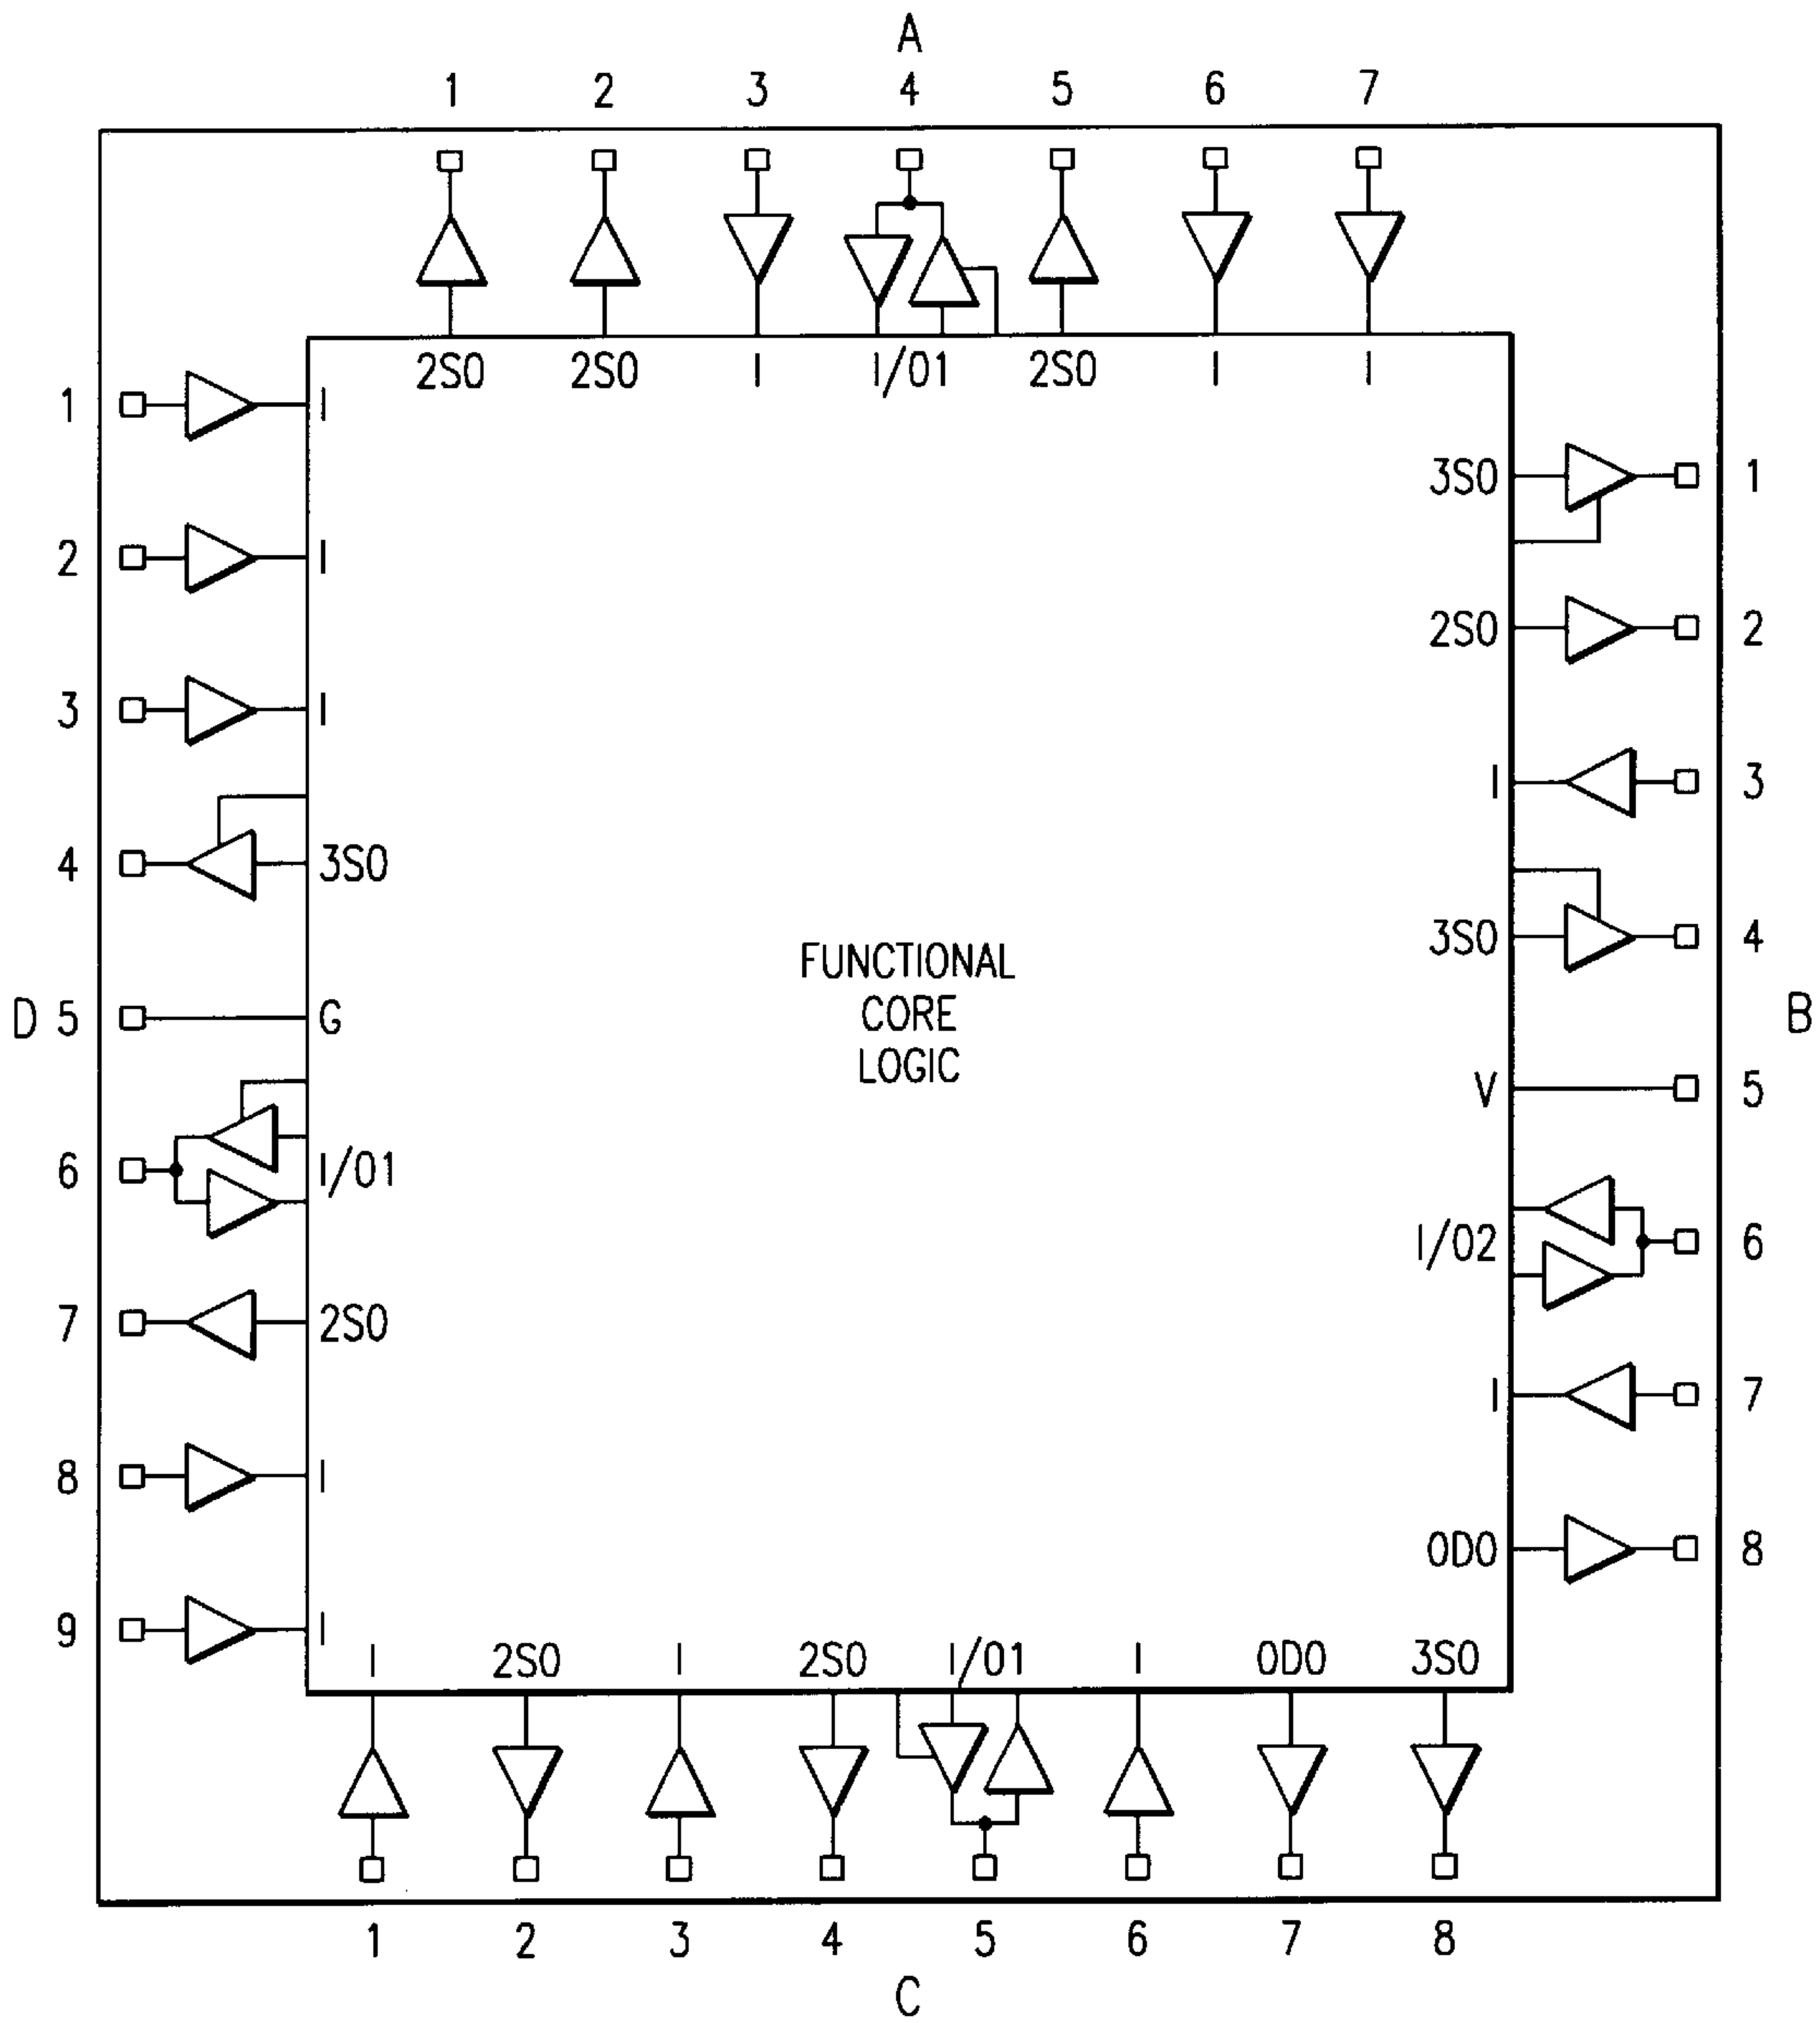 A
1 2 3 4 5 6 7
2SO 2SO I I/O1 2SO I I
1 I
3SO 1
2 I
2SO 2
3 I
I 3
4 3SO
3SO 4
FUNCTIONAL
CORE
LOGIC
D 5 G
B
V 5
6 I/O1
I/O2 6
7 2SO
I 7
8 I
ODO 8
9 I
I 2SO I 2SO I/O1 I ODO 3SO
1 2 3 4 5 6 7 8
C